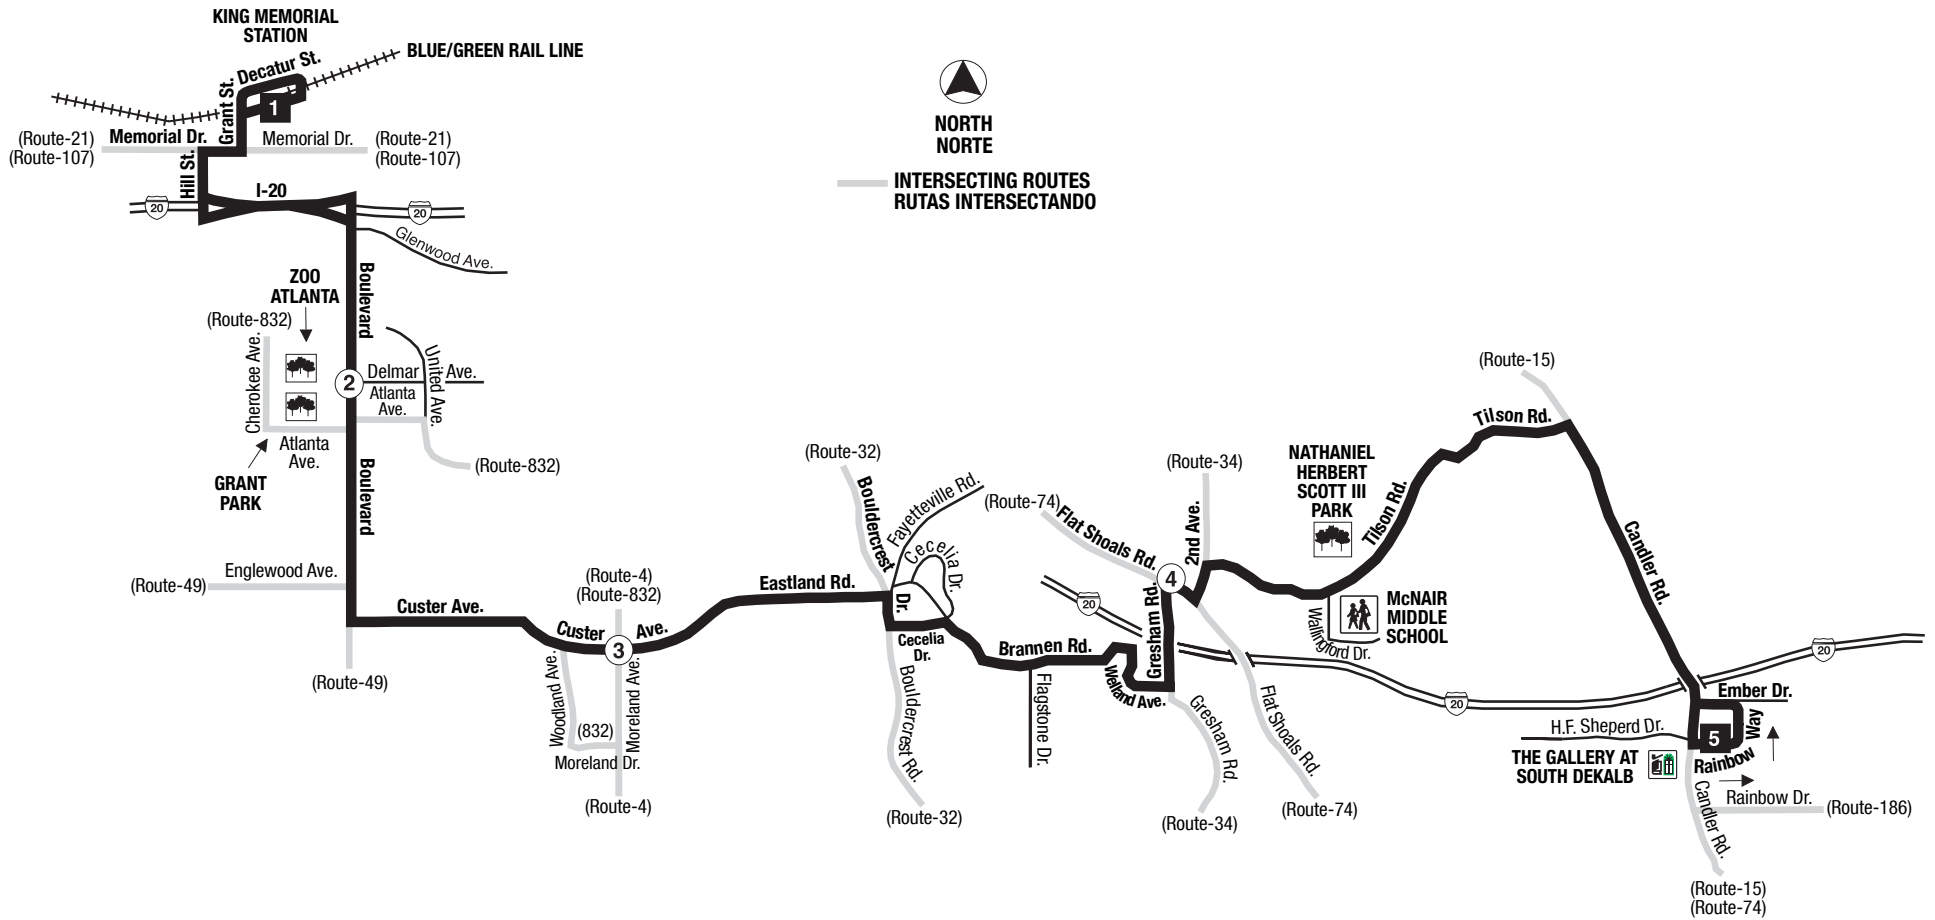 KING MEMORIAL
STATION
BLUE/GREEN RAIL LINE
Decatur St.
Grant St.
1
(Route-21)
(Route-107)
Memorial Dr.
Memorial Dr.
(Route-21)
(Route-107)
Hill St.
I-20
20
20
Glenwood Ave.
NORTH
NORTE
INTERSECTING ROUTES
RUTAS INTERSECTANDO
ZOO
ATLANTA
Boulevard
(Route-832)
Cherokee Ave.
United Ave.
2
Delmar Ave.
Atlanta
Ave.
Atlanta
Ave.
GRANT
PARK
(Route-832)
Boulevard
Englewood Ave.
(Route-49)
(Route-49)
Custer Ave.
(Route-4)
(Route-832)
Custer Ave.
3
Woodland Ave.
Moreland Ave.
(832)
Moreland Dr.
(Route-4)
Eastland Rd.
(Route-32)
Bouldercrest
Dr.
Fayetteville Rd.
Cecelia Dr.
Cecelia
Dr.
Bouldercrest Rd.
(Route-32)
Brannen Rd.
Flagstone Dr.
Welland Ave.
Gresham Rd.
20
(Route-74)
Flat Shoals Rd.
4
(Route-34)
2nd Ave.
Gresham Rd.
(Route-34)
Flat Shoals Rd.
(Route-74)
NATHANIEL
HERBERT
SCOTT III
PARK
Tilson Rd.
McNAIR
MIDDLE
SCHOOL
Wallingford Dr.
20
(Route-15)
Tilson Rd.
Candler Rd.
20
Ember Dr.
H.F. Sheperd Dr.
5
Rainbow
Way
THE GALLERY AT
SOUTH DEKALB
Rainbow Dr.
(Route-186)
Candler Rd.
(Route-15)
(Route-74)